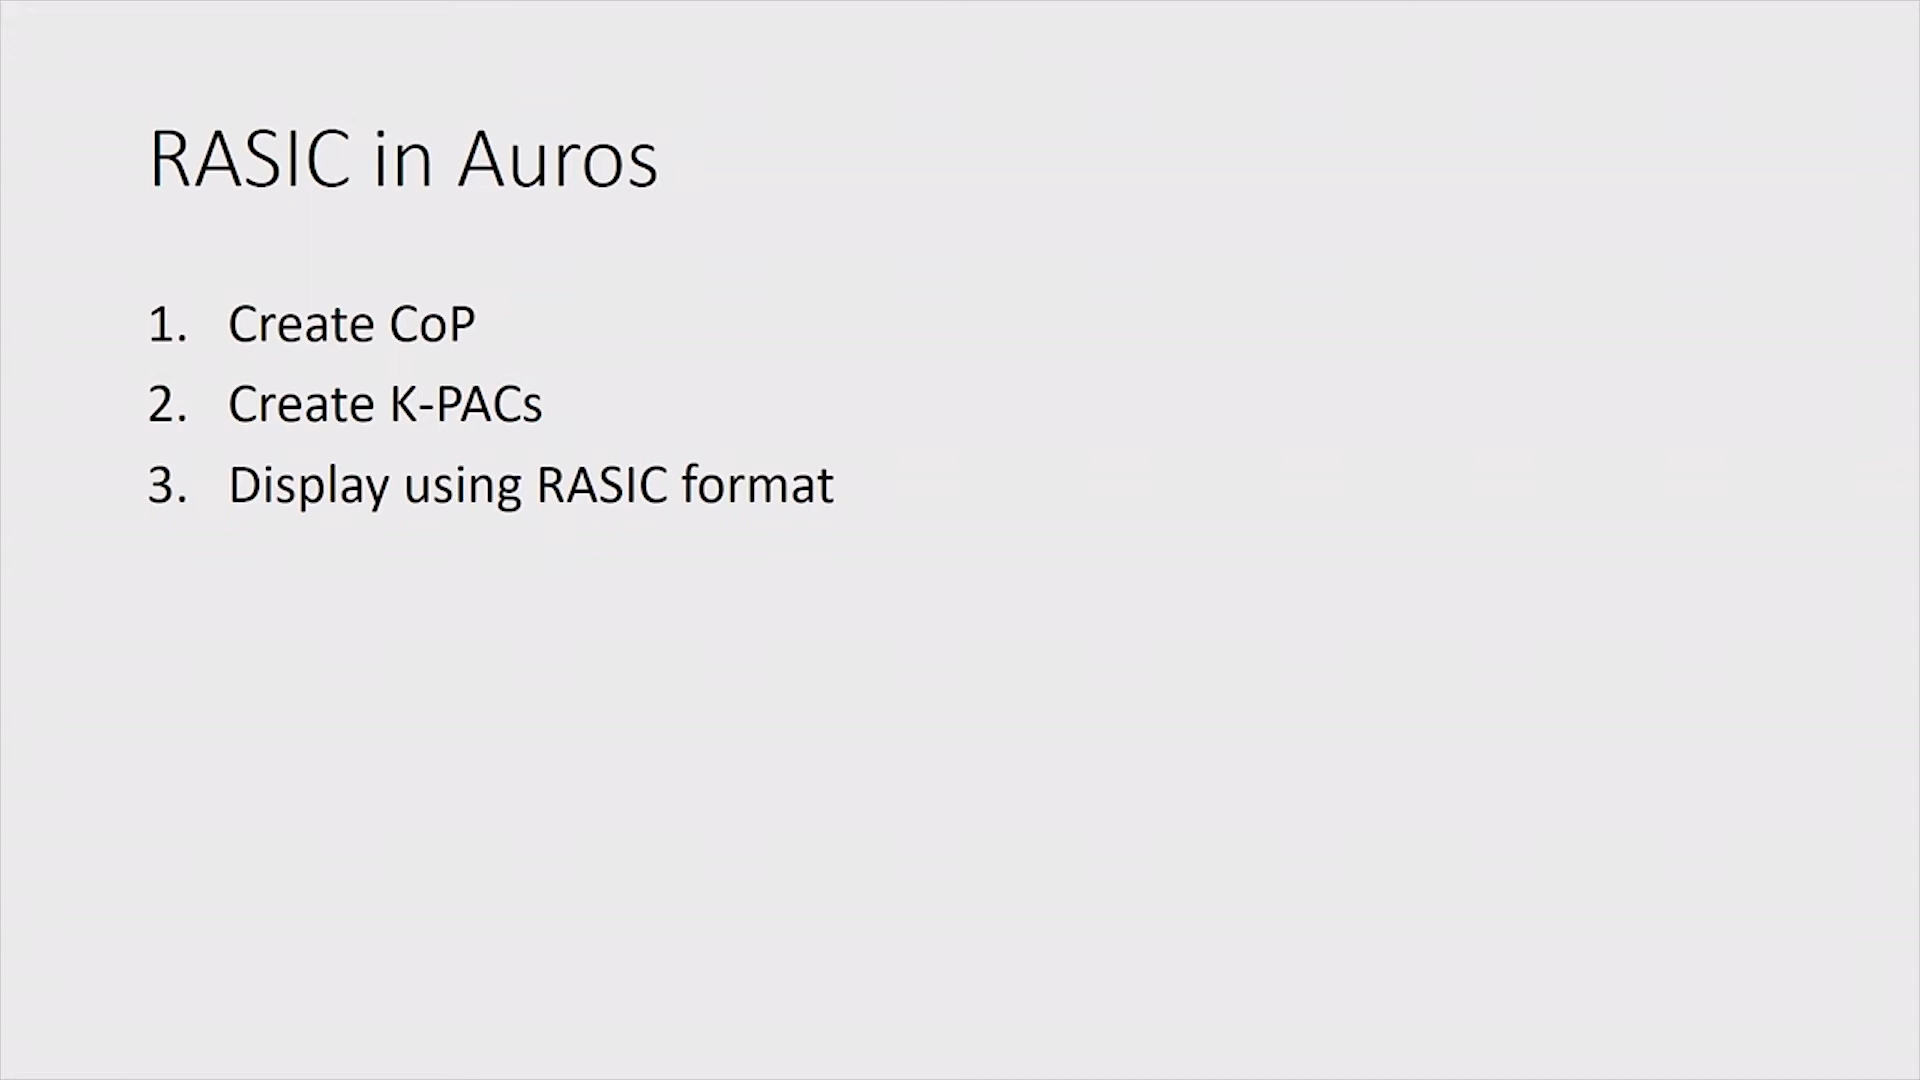 RASIC in Auros
1. Create CoP
2. Create K-PACs
3. Display using RASIC format